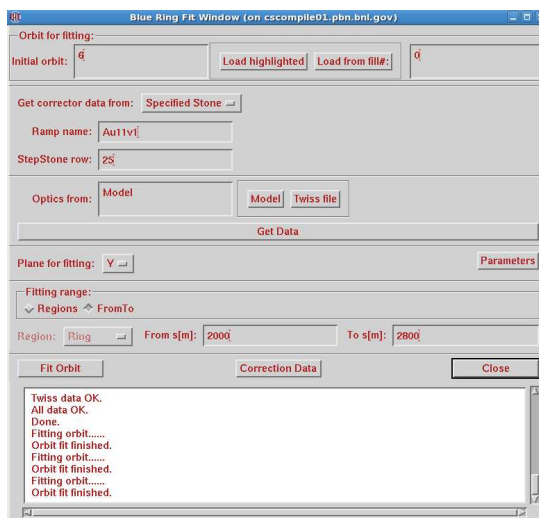 Blue Ring Fit Window (on cscompile01.pbn.bnl.gov)
Orbit for fitting:
Initial orbit: 6 Load highlighted Load from fill#: 0
Get corrector data from: Specified Stone
Ramp name: Au11v1
StepStone row: 25
Optics from: Model Model Twiss file
Get Data
Plane for fitting: Y Parameters
Fitting range:
Regions FromTo
Region: Ring From s[m]: 2000 To s[m]: 2800
Fit Orbit Correction Data Close
Twiss data OK.
All data OK.
Done.
Fitting orbit......
Orbit fit finished.
Fitting orbit......
Orbit fit finished.
Fitting orbit......
Orbit fit finished.